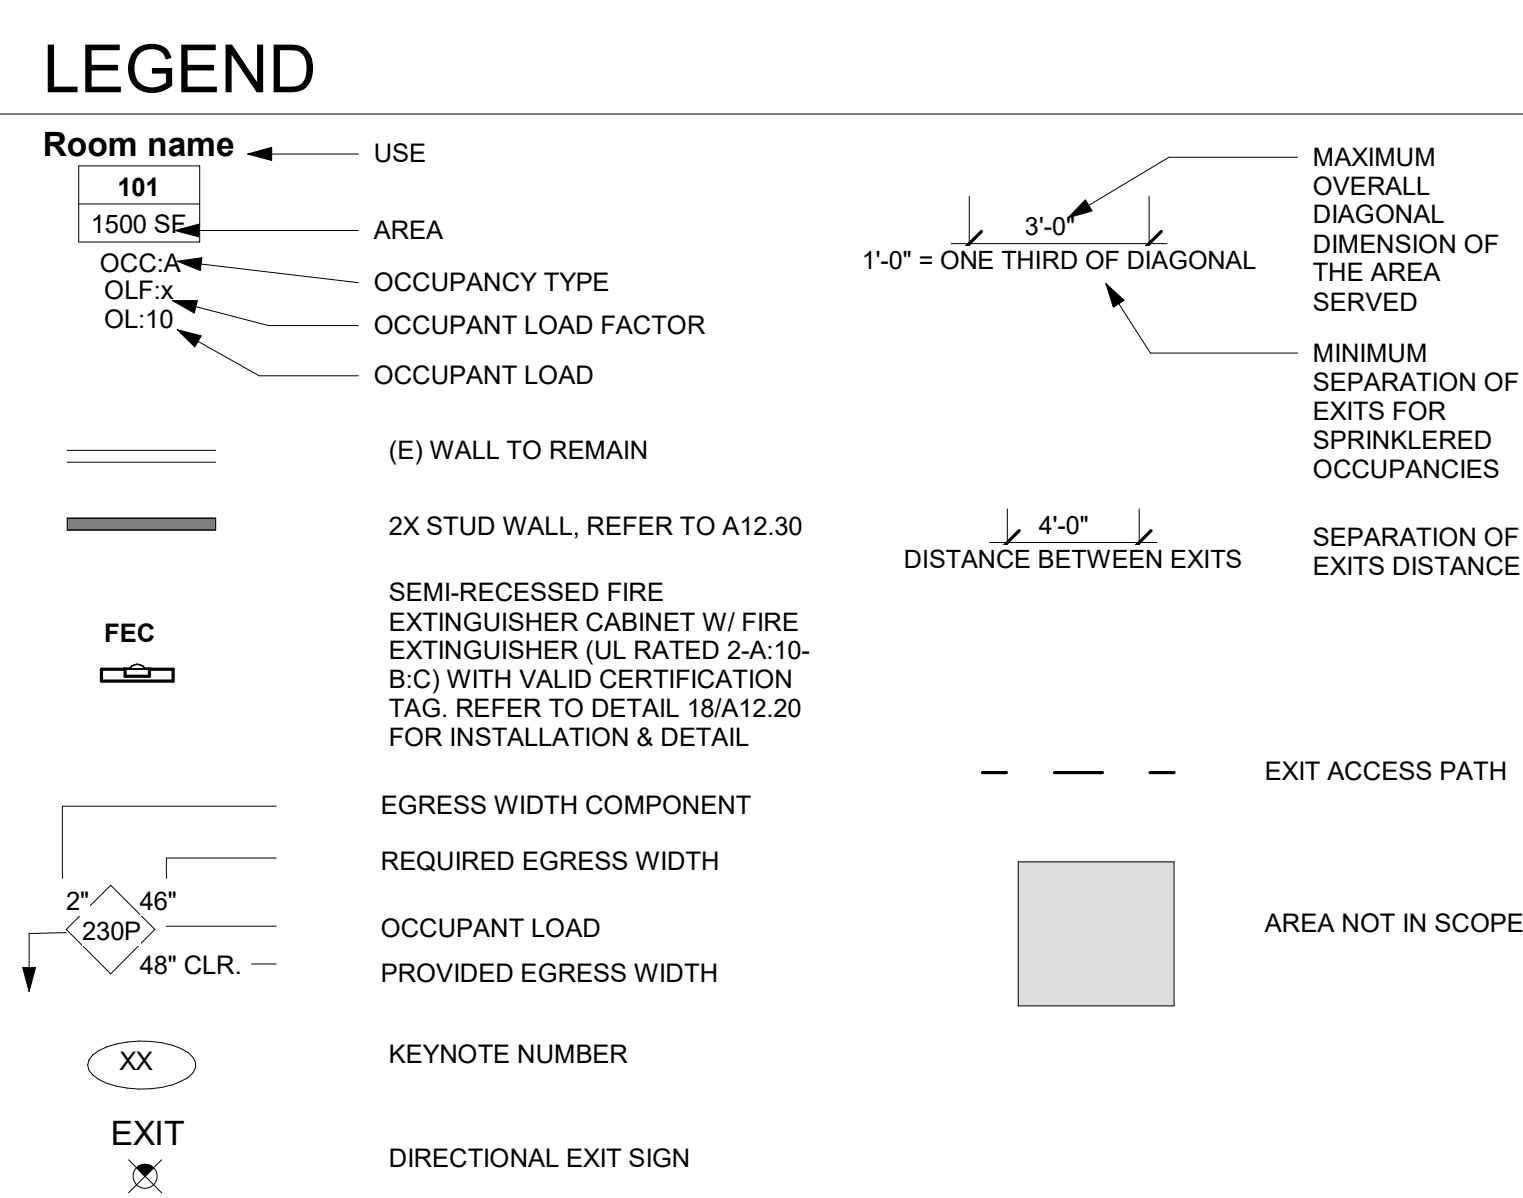 LEGEND
Room name
USE
101
1500 SF
AREA
OCC:A
OCCUPANCY TYPE
OLF:x
OCCUPANT LOAD FACTOR
OL:10
OCCUPANT LOAD
(E) WALL TO REMAIN
2X STUD WALL, REFER TO A12.30
FEC
SEMI-RECESSED FIRE
EXTINGUISHER CABINET W/ FIRE
EXTINGUISHER (UL RATED 2-A:10-
B:C) WITH VALID CERTIFICATION
TAG. REFER TO DETAIL 18/A12.20
FOR INSTALLATION & DETAIL
EGRESS WIDTH COMPONENT
REQUIRED EGRESS WIDTH
2"
46"
230P
OCCUPANT LOAD
48" CLR.
PROVIDED EGRESS WIDTH
XX
KEYNOTE NUMBER
EXIT
DIRECTIONAL EXIT SIGN
3'-0"
1'-0" = ONE THIRD OF DIAGONAL
MAXIMUM
OVERALL
DIAGONAL
DIMENSION OF
THE AREA
SERVED
MINIMUM
SEPARATION OF
EXITS FOR
SPRINKLERED
OCCUPANCIES
4'-0"
DISTANCE BETWEEN EXITS
SEPARATION OF
EXITS DISTANCE
EXIT ACCESS PATH
AREA NOT IN SCOPE